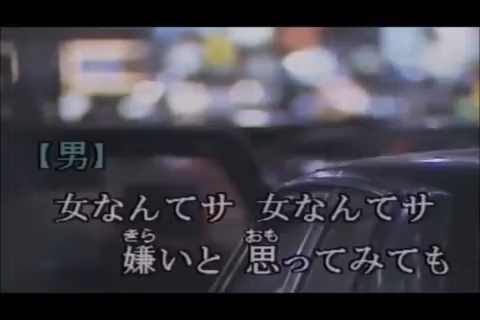 【男】
女なんてサ 女なんてサ
嫌いと 思ってみても
きら おも